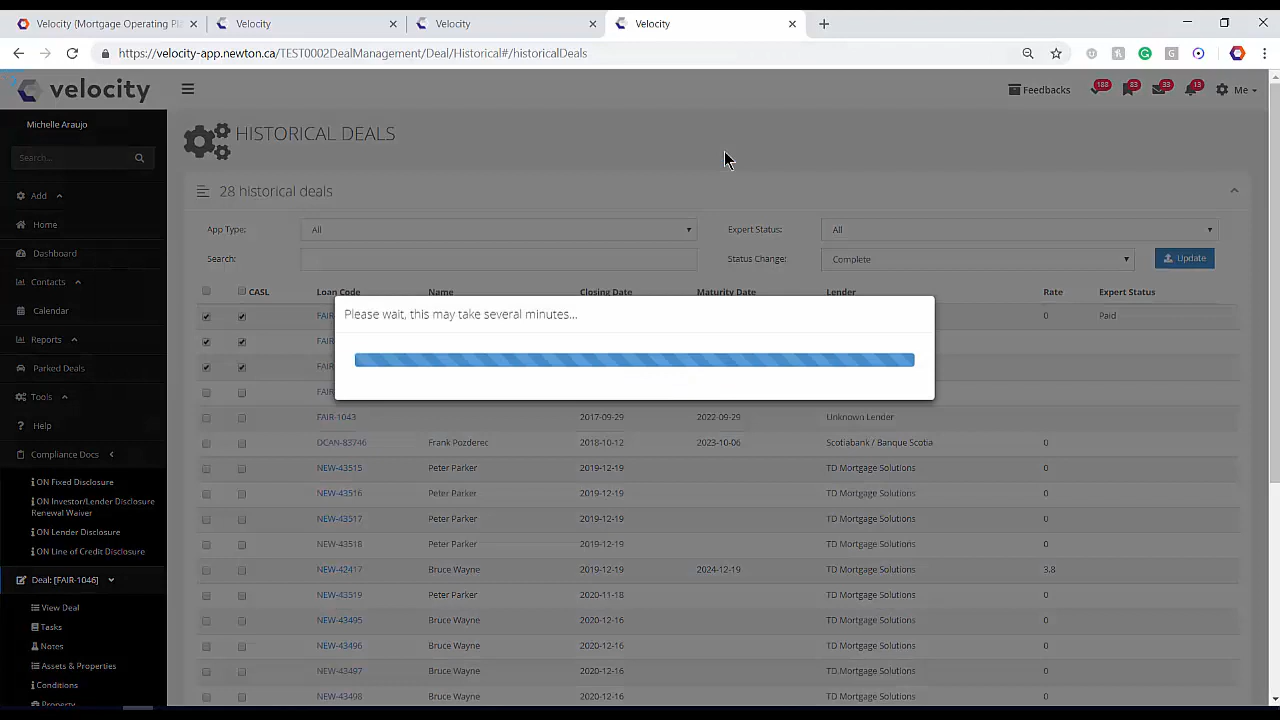 Velocity (Mortgage Operating Pl
Velocity
Velocity
Velocity
https://velocity-app.newton.ca/TEST0002DealManagement/Deal/Historical#/historicalDeals
velocity
Feedbacks 188 83 33 13 Me
Michelle Araujo
Search...
Add
Home
Dashboard
Contacts
Calendar
Reports
Parked Deals
Tools
Help
Compliance Docs
ON Fixed Disclosure
ON Investor/Lender Disclosure
Renewal Waiver
ON Lender Disclosure
ON Line of Credit Disclosure
Deal: [FAIR-1046]
View Deal
Tasks
Notes
Assets & Properties
Conditions
Property
HISTORICAL DEALS
28 historical deals
App Type: All Expert Status: All
Search: Status Change: Complete Update
CASL Loan Code Name Closing Date Maturity Date Lender Rate Expert Status
FAIR 0 Paid
FAIR
FAIR
FAIR
Please wait, this may take several minutes...
FAIR-1043 2017-09-29 2022-09-29 Unknown Lender
DCAN-83746 Frank Pozderec 2018-10-12 2023-10-06 Scotiabank / Banque Scotia 0
NEW-43515 Peter Parker 2019-12-19 TD Mortgage Solutions 0
NEW-43516 Peter Parker 2019-12-19 TD Mortgage Solutions 0
NEW-43517 Peter Parker 2019-12-19 TD Mortgage Solutions 0
NEW-43518 Peter Parker 2019-12-19 TD Mortgage Solutions 0
NEW-42417 Bruce Wayne 2019-12-19 2024-12-19 TD Mortgage Solutions 3.8
NEW-43519 Peter Parker 2020-11-18 TD Mortgage Solutions 0
NEW-43495 Bruce Wayne 2020-12-16 TD Mortgage Solutions 0
NEW-43496 Bruce Wayne 2020-12-16 TD Mortgage Solutions 0
NEW-43497 Bruce Wayne 2020-12-16 TD Mortgage Solutions 0
NEW-43498 Bruce Wayne 2020-12-16 TD Mortgage Solutions 0